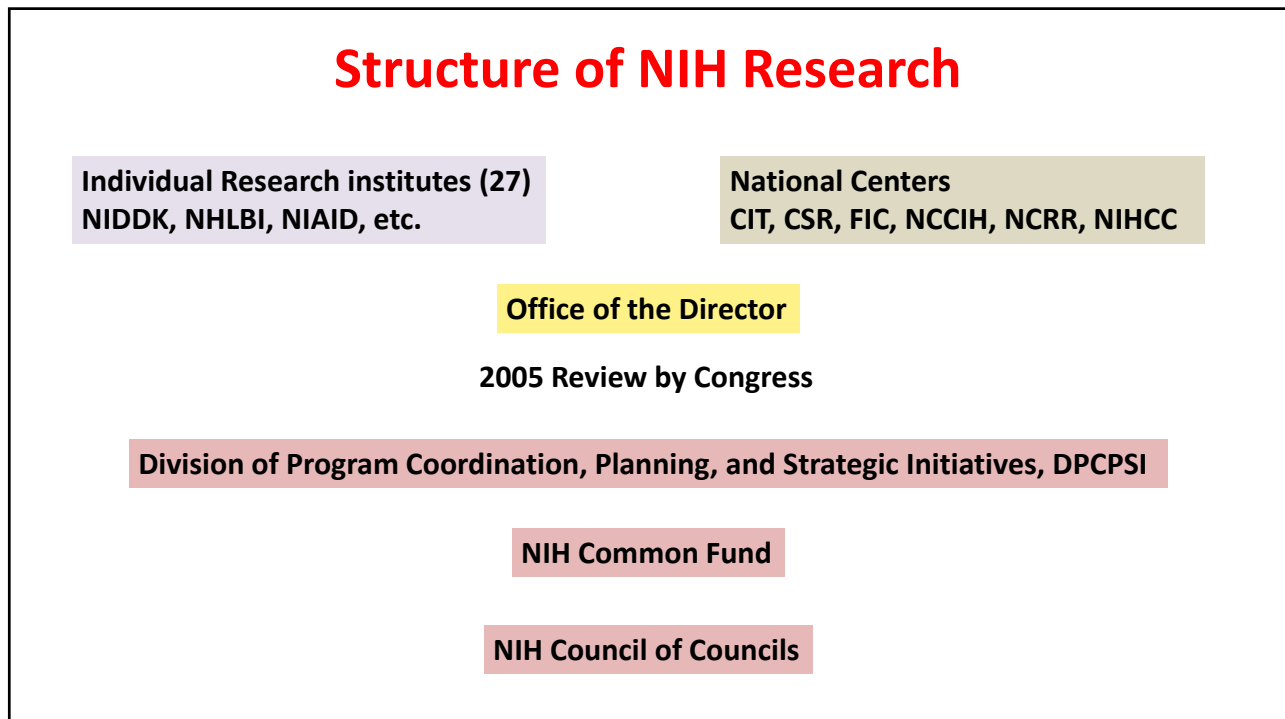 Structure of NIH Research
Individual Research institutes (27)
NIDDK, NHLBI, NIAID, etc.
National Centers
CIT, CSR, FIC, NCCIH, NCRR, NIHCC
Office of the Director
2005 Review by Congress
Division of Program Coordination, Planning, and Strategic Initiatives, DPCPSI
NIH Common Fund
NIH Council of Councils